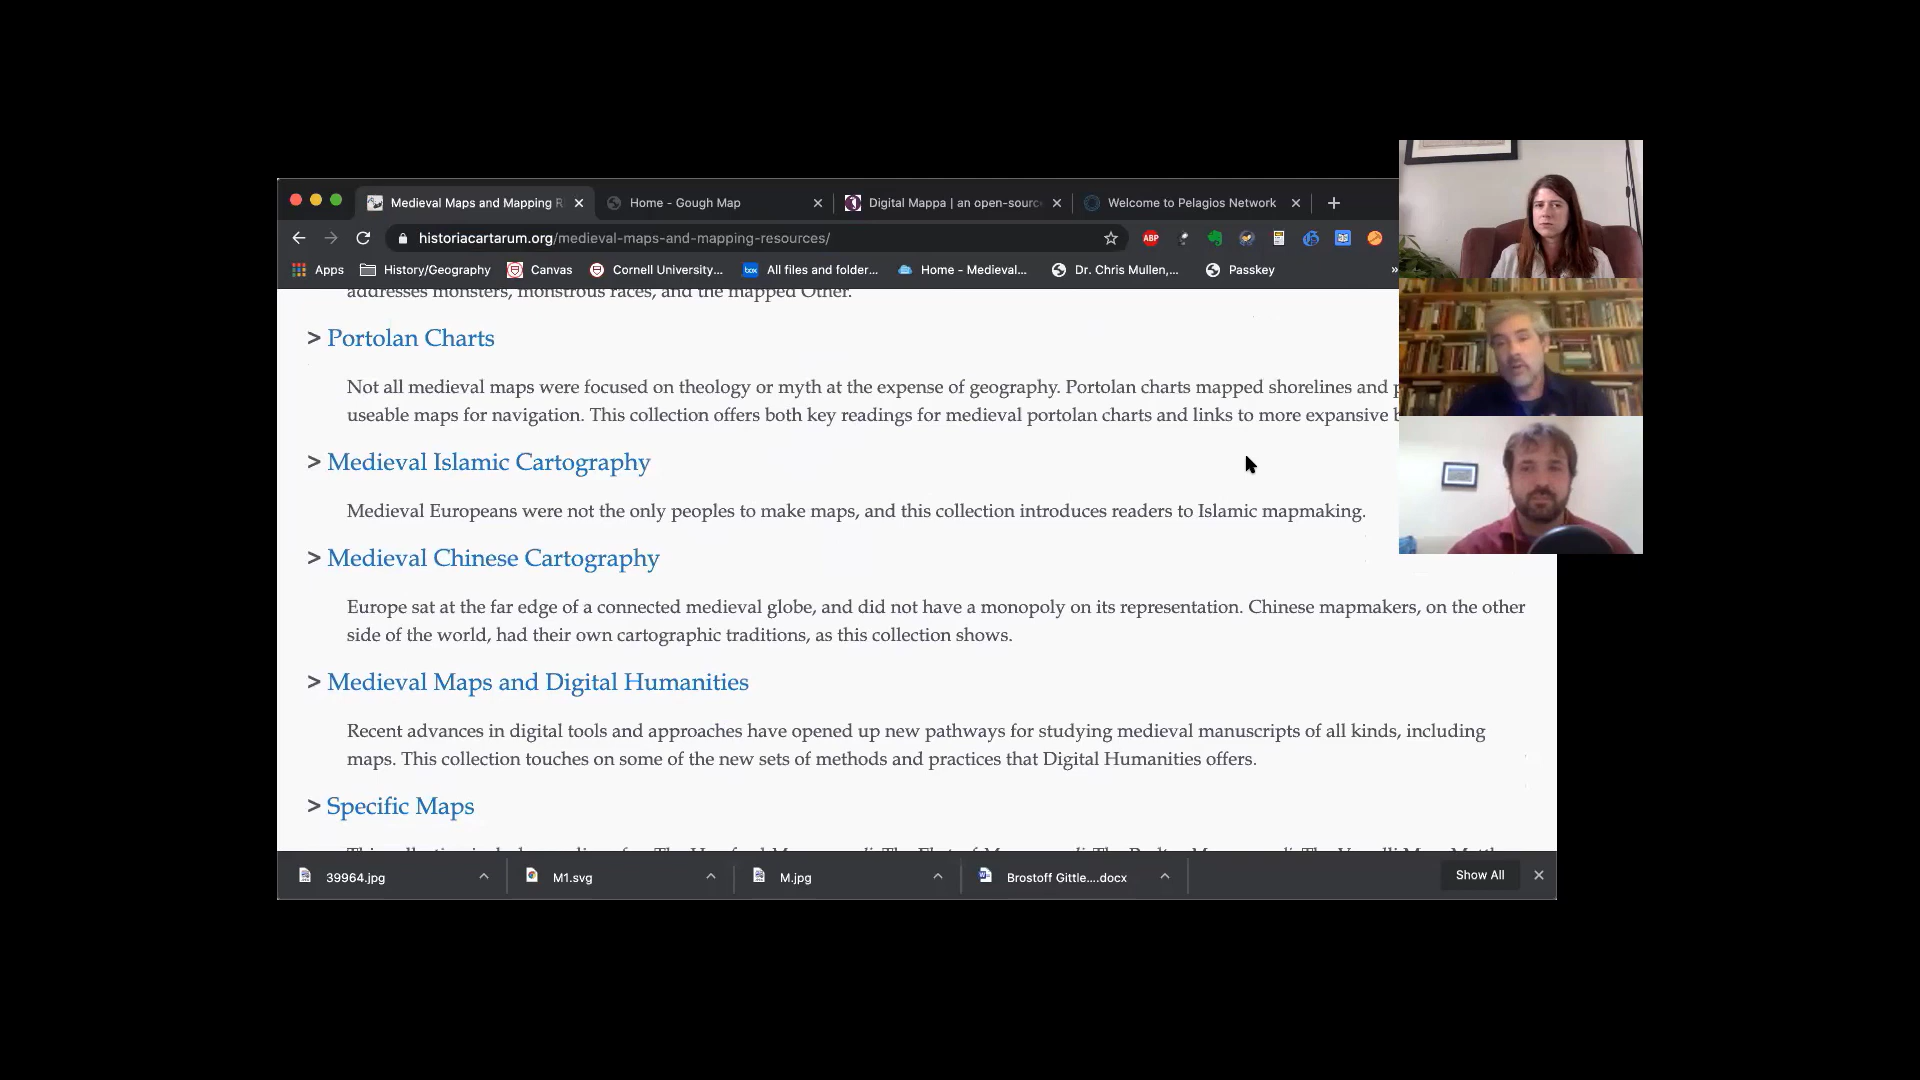 Medieval Maps and Mapping R
Home - Gough Map
Digital Mappa | an open-sourc
Welcome to Pelagios Network
historiacartarum.org/medieval-maps-and-mapping-resources/
ABP
Apps
History/Geography
Canvas
Cornell University...
box
All files and folder...
Home - Medieval...
Dr. Chris Mullen,...
Passkey
»
addresses monsters, monstrous races, and the mapped Other.
> Portolan Charts
Not all medieval maps were focused on theology or myth at the expense of geography. Portolan charts mapped shorelines and
useable maps for navigation. This collection offers both key readings for medieval portolan charts and links to more expansive
> Medieval Islamic Cartography
Medieval Europeans were not the only peoples to make maps, and this collection introduces readers to Islamic mapmaking.
> Medieval Chinese Cartography
Europe sat at the far edge of a connected medieval globe, and did not have a monopoly on its representation. Chinese mapmakers, on the other
side of the world, had their own cartographic traditions, as this collection shows.
> Medieval Maps and Digital Humanities
Recent advances in digital tools and approaches have opened up new pathways for studying medieval manuscripts of all kinds, including
maps. This collection touches on some of the new sets of methods and practices that Digital Humanities offers.
> Specific Maps
39964.jpg
M1.svg
M.jpg
Brostoff Gittle....docx
Show All